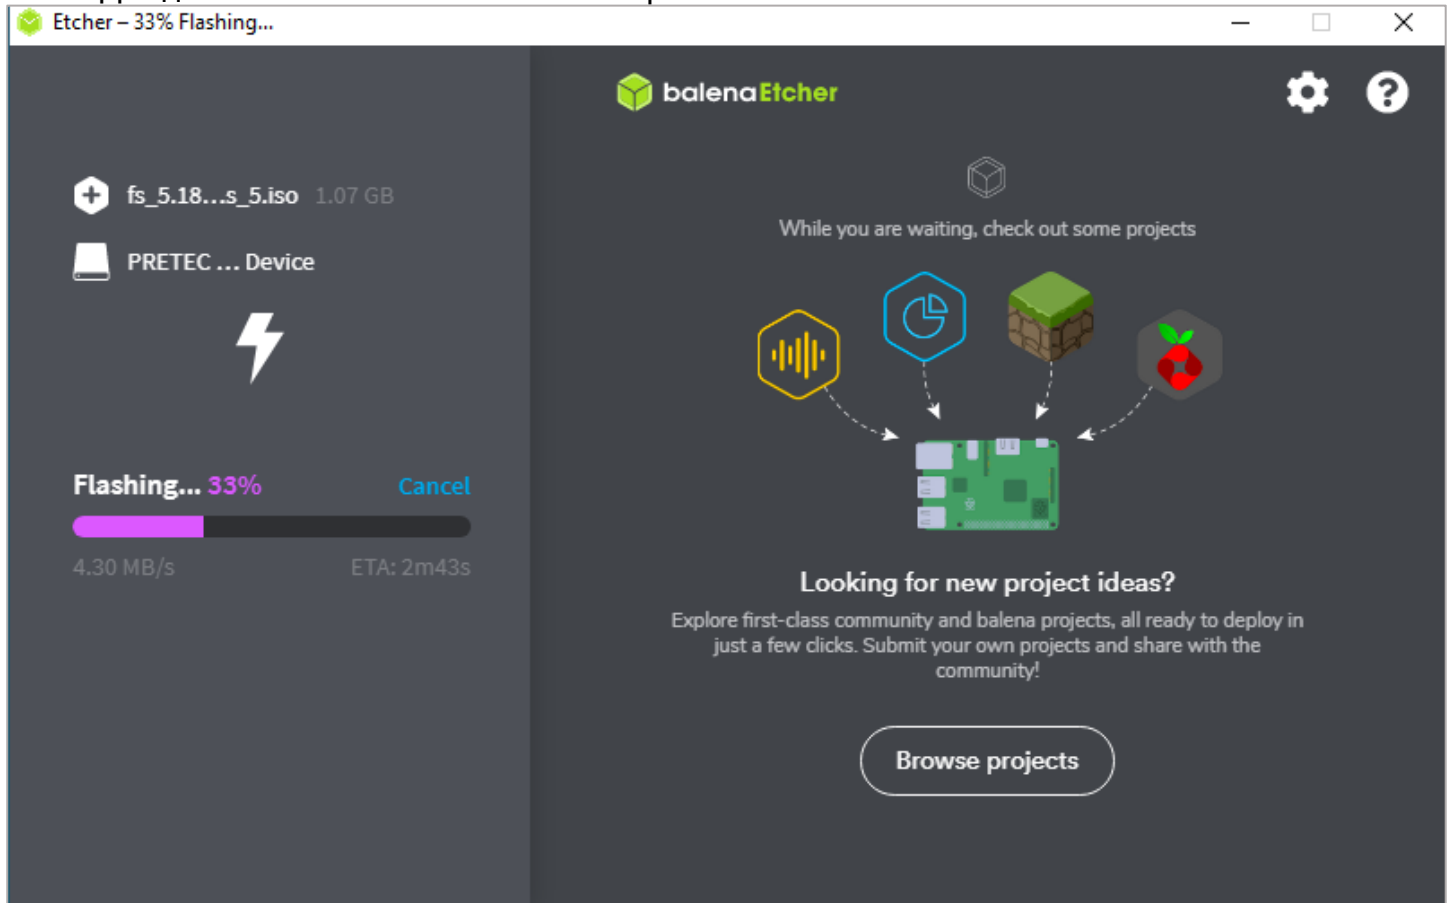 Etcher – 33% Flashing...
balenaEtcher
fs_5.18...s_5.iso 1.07 GB
PRETEC ... Device
Flashing... 33%
Cancel
4.30 MB/s
ETA: 2m43s
While you are waiting, check out some projects
Looking for new project ideas?
Explore first-class community and balena projects, all ready to deploy in
just a few clicks. Submit your own projects and share with the
community!
Browse projects